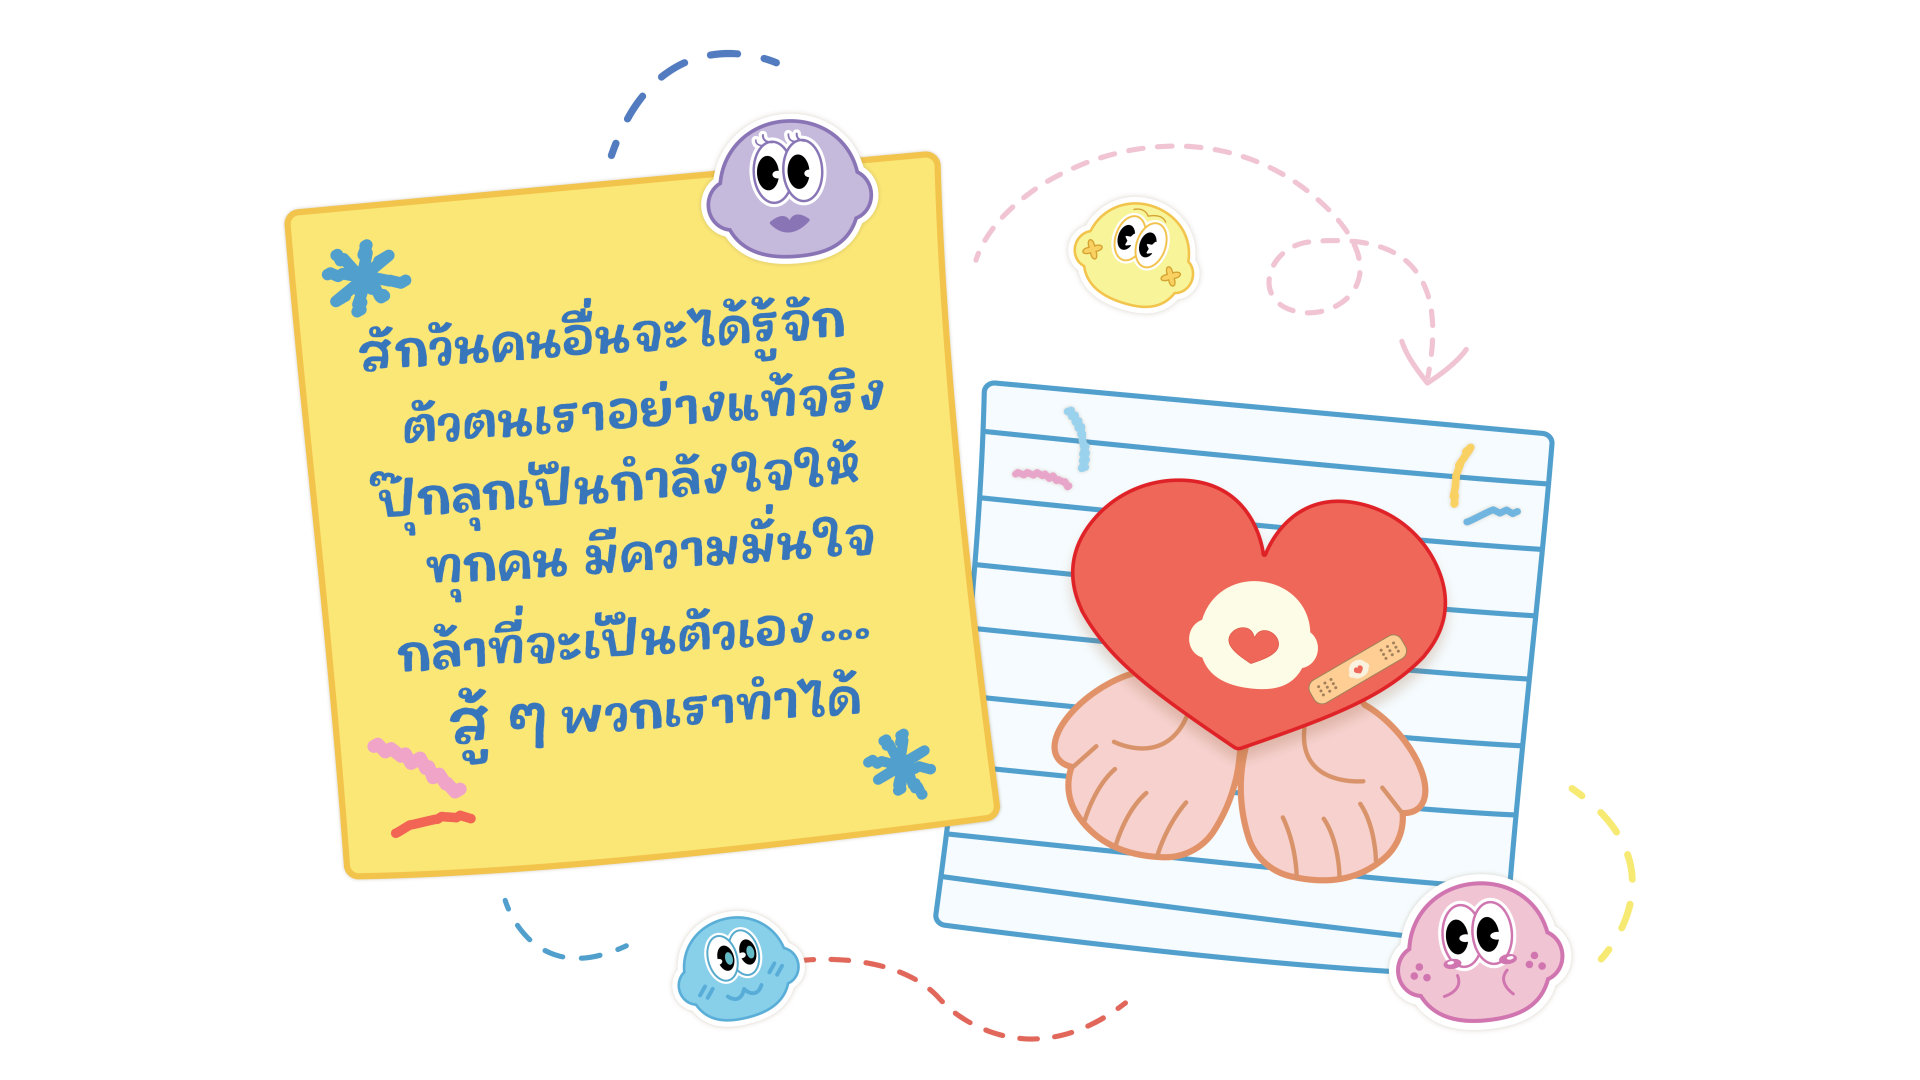 สักวันคนอื่นจะได้รู้จัก
ตัวตนเราอย่างแท้จริง
ปุ๊กลุกเป็นกำลังใจให้
ทุกคน มีความมั่นใจ
กล้าที่จะเป็นตัวเอง...
สู้ ๆ พวกเราทำได้